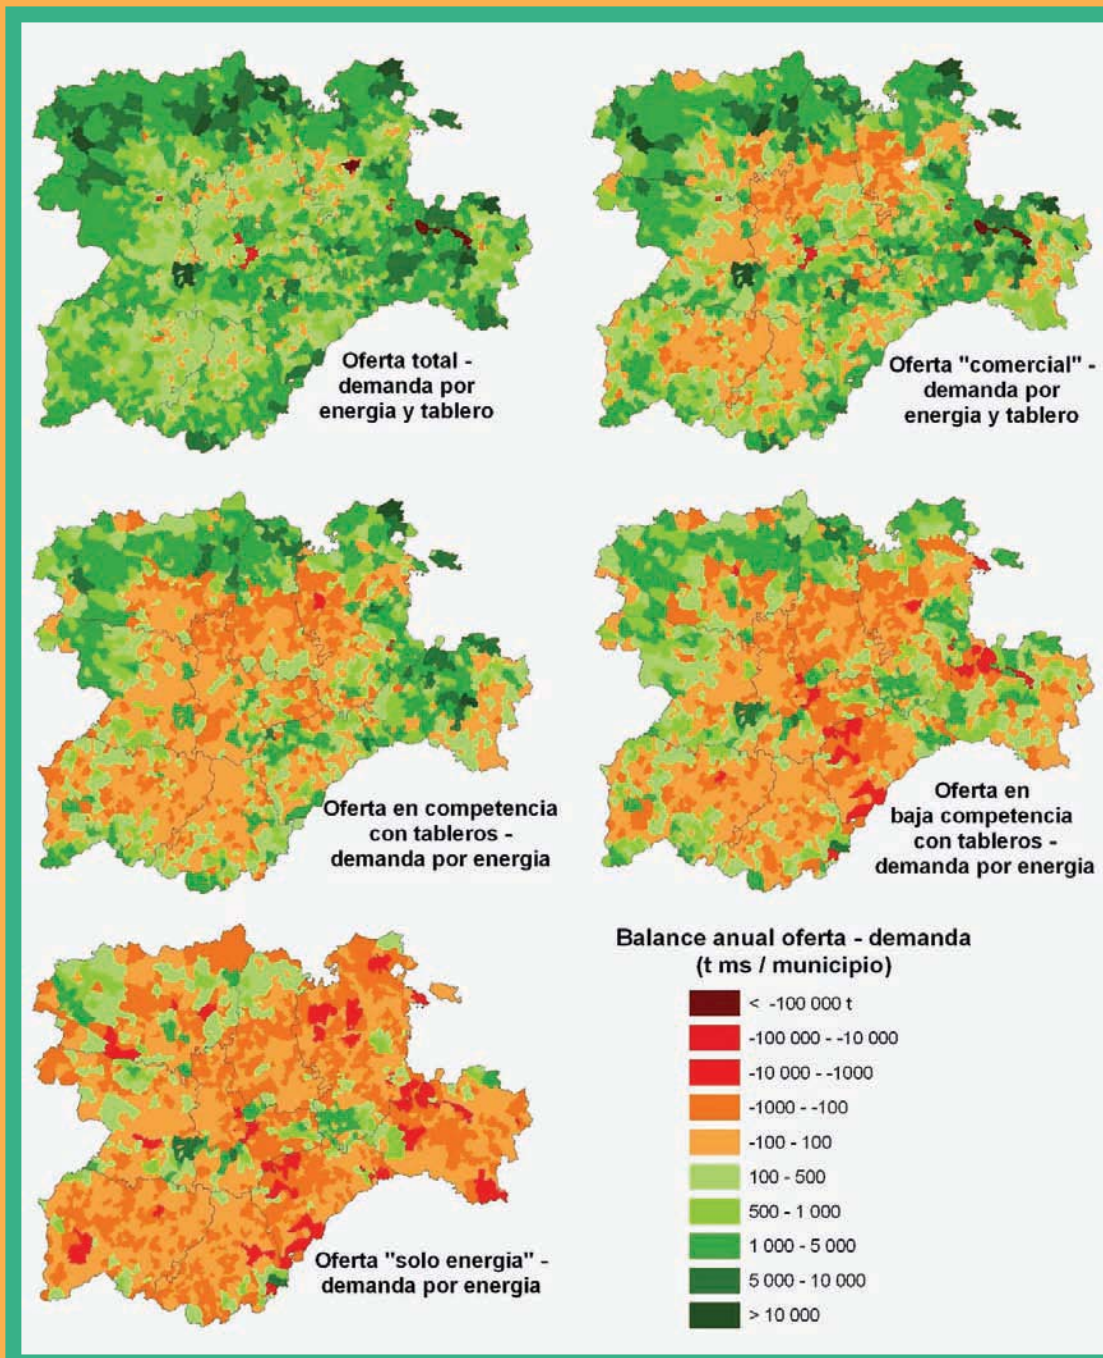 Oferta total -
demanda por
energia y tablero
Oferta "comercial" -
demanda por
energia y tablero
Oferta en competencia
con tableros -
demanda por energia
Oferta en
baja competencia
con tableros -
demanda por energia
Oferta "solo energia" -
demanda por energia
Balance anual oferta - demanda
(t ms / municipio)
< -100 000 t
-100 000 - -10 000
-10 000 - -1000
-1000 - -100
-100 - 100
100 - 500
500 - 1 000
1 000 - 5 000
5 000 - 10 000
> 10 000